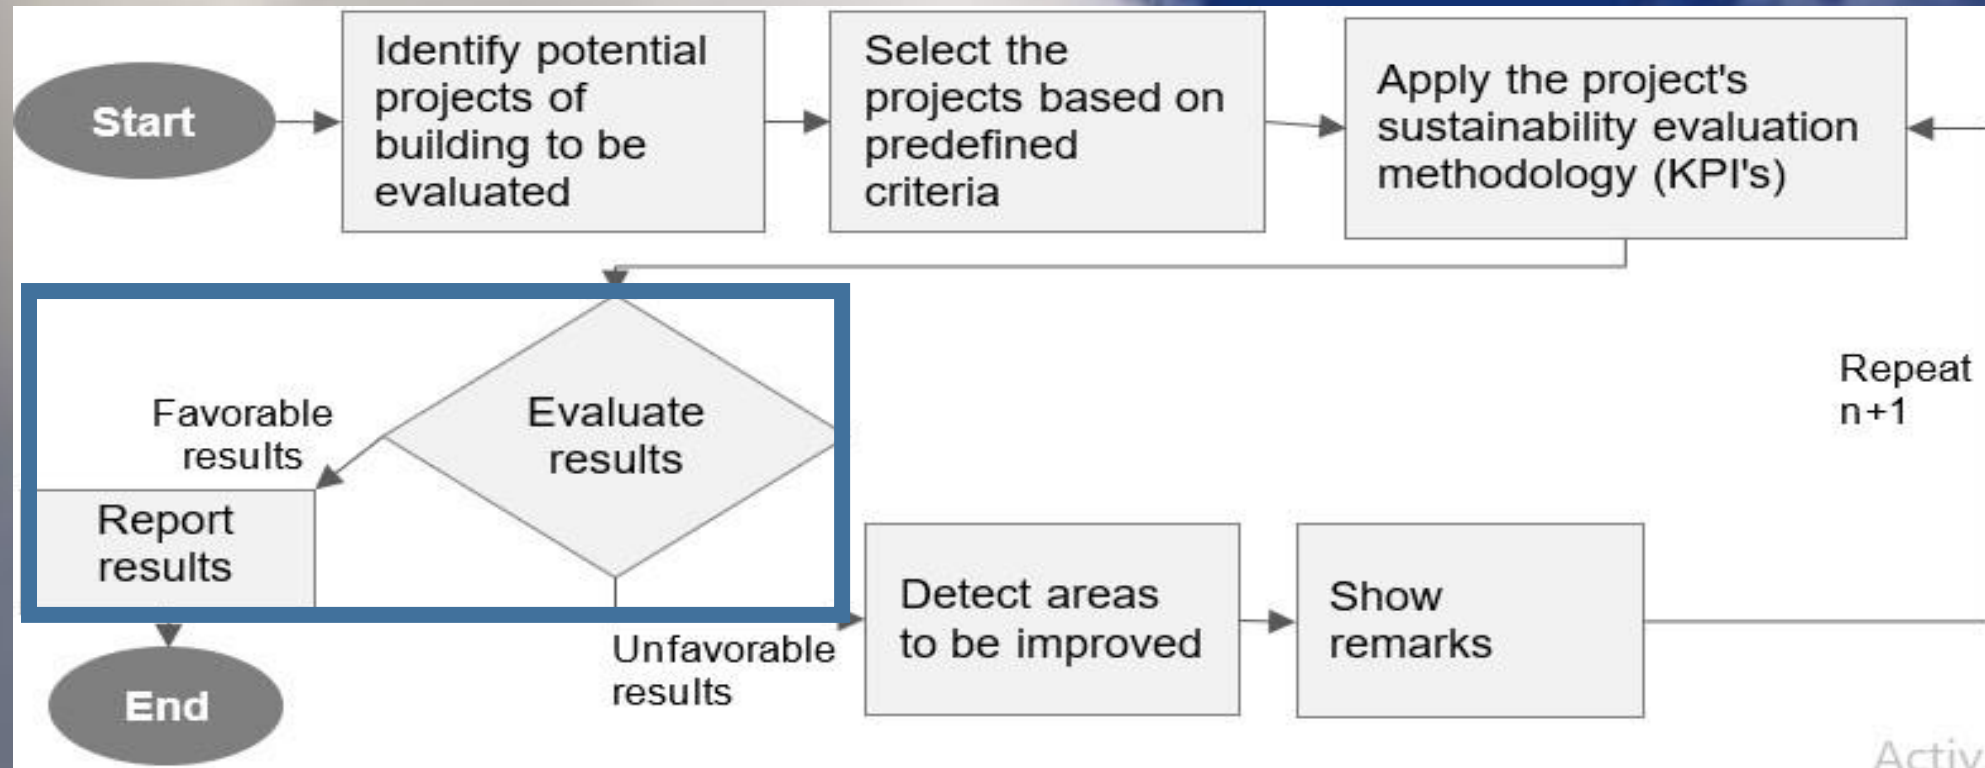 Start
Identify potential
projects of
building to be
evaluated
Select the
projects based on
predefined
criteria
Apply the project's
sustainability evaluation
methodology (KPI's)
Repeat
n+1
Favorable
results
Evaluate
results
Report
results
Unfavorable
results
Detect areas
to be improved
Show
remarks
End
Activ